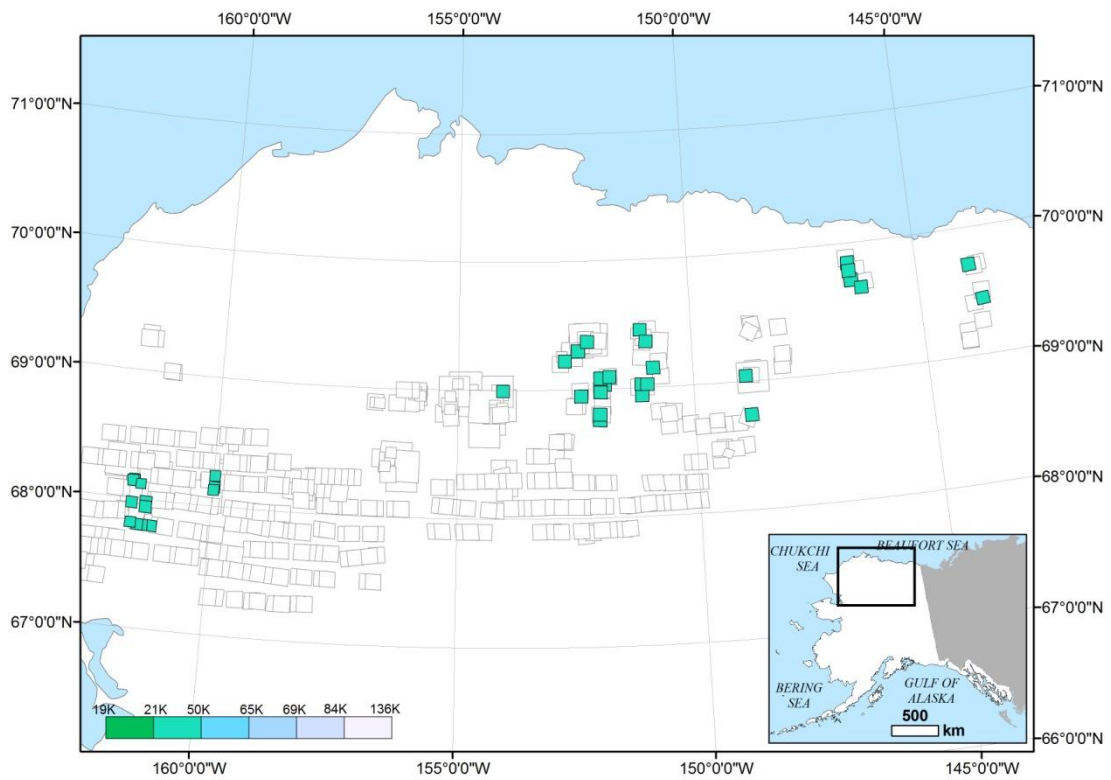 160°0'0"W 155°0'0"W 150°0'0"W 145°0'0"W
71°0'0"N 71°0'0"N
70°0'0"N 70°0'0"N
69°0'0"N 69°0'0"N
68°0'0"N 68°0'0"N
67°0'0"N 67°0'0"N
66°0'0"N
CHUKCHI
SEA
BEAUFORT SEA
BERING
SEA
GULF OF
ALASKA
500
km
19K 21K 50K 65K 69K 84K 136K
160°0'0"W 155°0'0"W 150°0'0"W 145°0'0"W